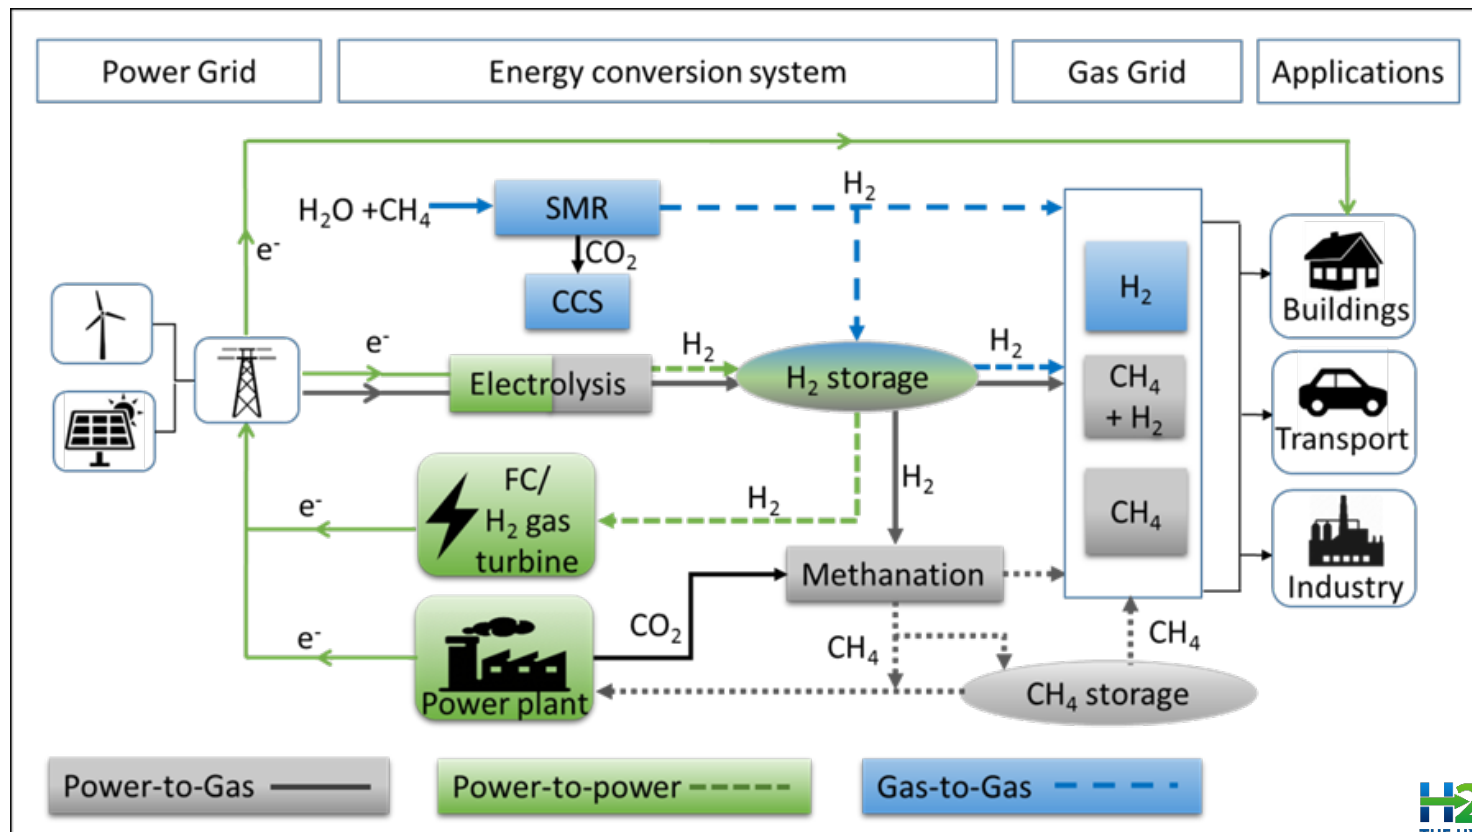 Power Grid
Energy conversion system
Gas Grid
Applications
H₂O +CH₄
SMR
H₂
CO₂
CCS
e⁻
e⁻
Electrolysis
H₂
H₂ storage
H₂
H₂
CH₄
+ H₂
CH₄
Buildings
Transport
Industry
FC/
H₂ gas
turbine
e⁻
H₂
H₂
Methanation
e⁻
Power plant
CO₂
CH₄
CH₄
CH₄ storage
Power-to-Gas
Power-to-power
Gas-to-Gas
H2